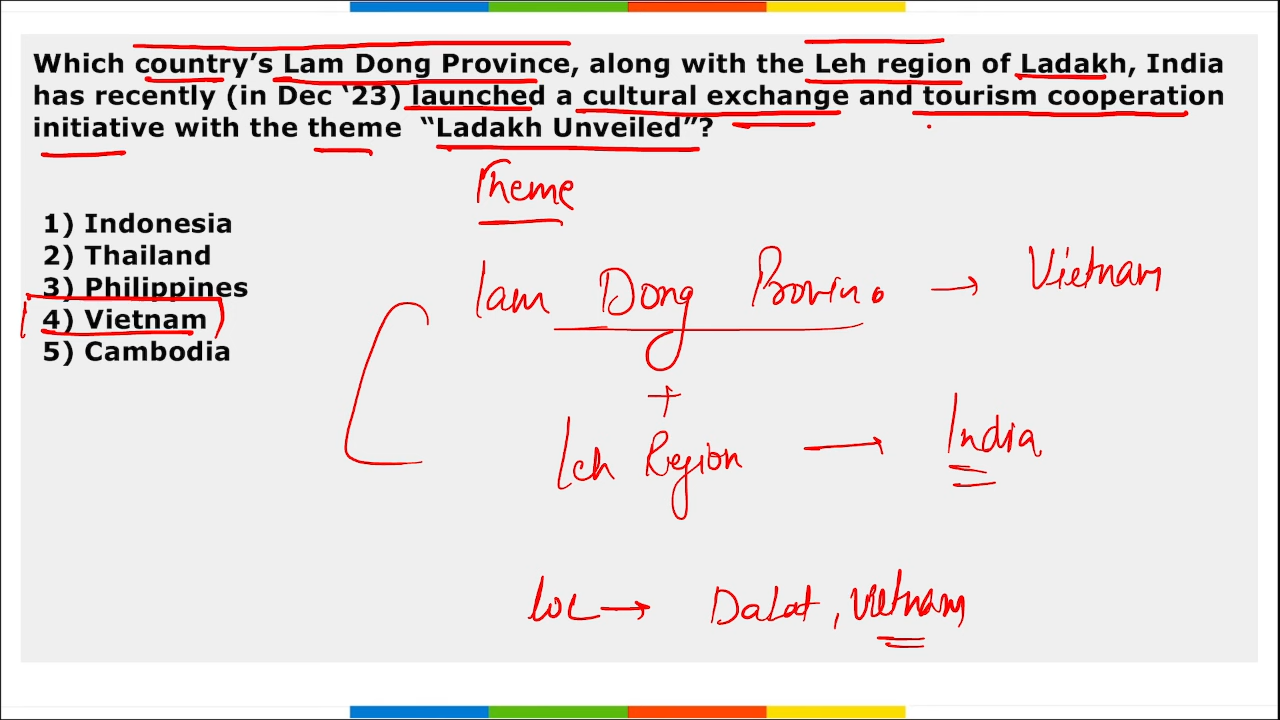 Which country’s Lam Dong Province, along with the Leh region of Ladakh, India
has recently (in Dec ‘23) launched a cultural exchange and tourism cooperation
initiative with the theme “Ladakh Unveiled”?
Theme
1) Indonesia
2) Thailand
3) Philippines
4) Vietnam
5) Cambodia
Lam Dong Provin. → Vietnam
+
Leh Region → India
LOC → Dalat, Vietnam